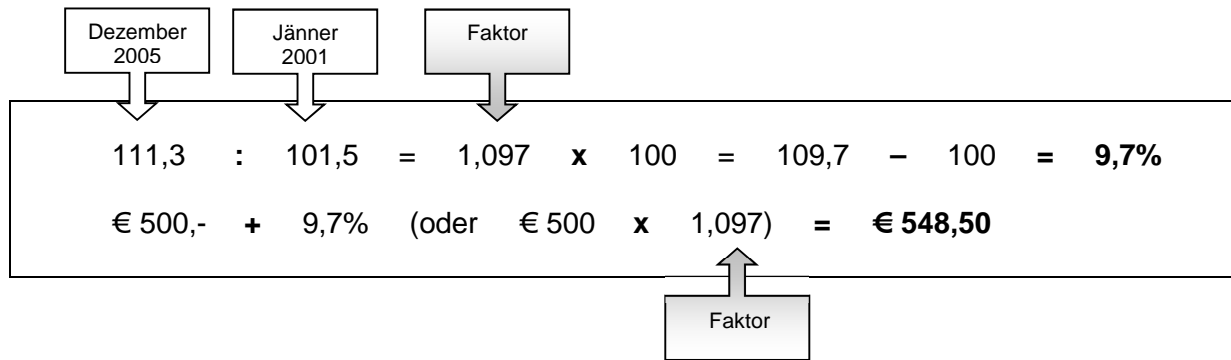 Dezember
2005
Jänner
2001
Faktor
111,3 : 101,5 = 1,097 x 100 = 109,7 – 100 = 9,7%
€ 500,- + 9,7% (oder € 500 x 1,097) = € 548,50
Faktor